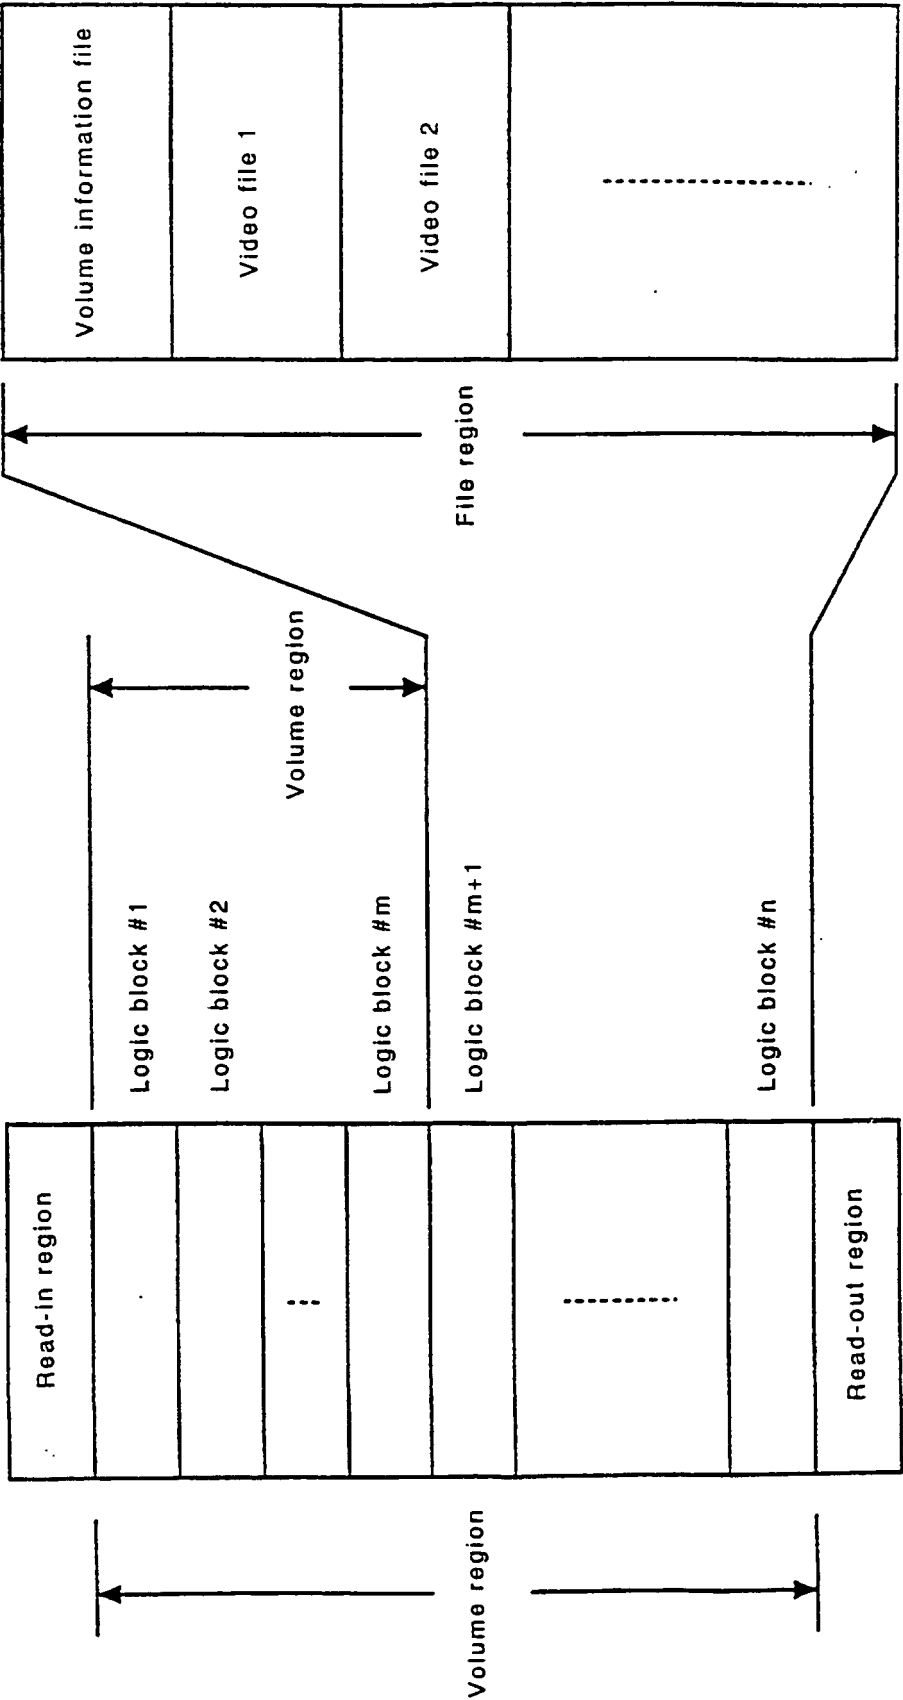 Volume region
Read-in region
Read-out region
Logic block #1
Logic block #2
Logic block #m
Logic block #m+1
Logic block #n
Volume region
File region
Volume information file
Video file 1
Video file 2